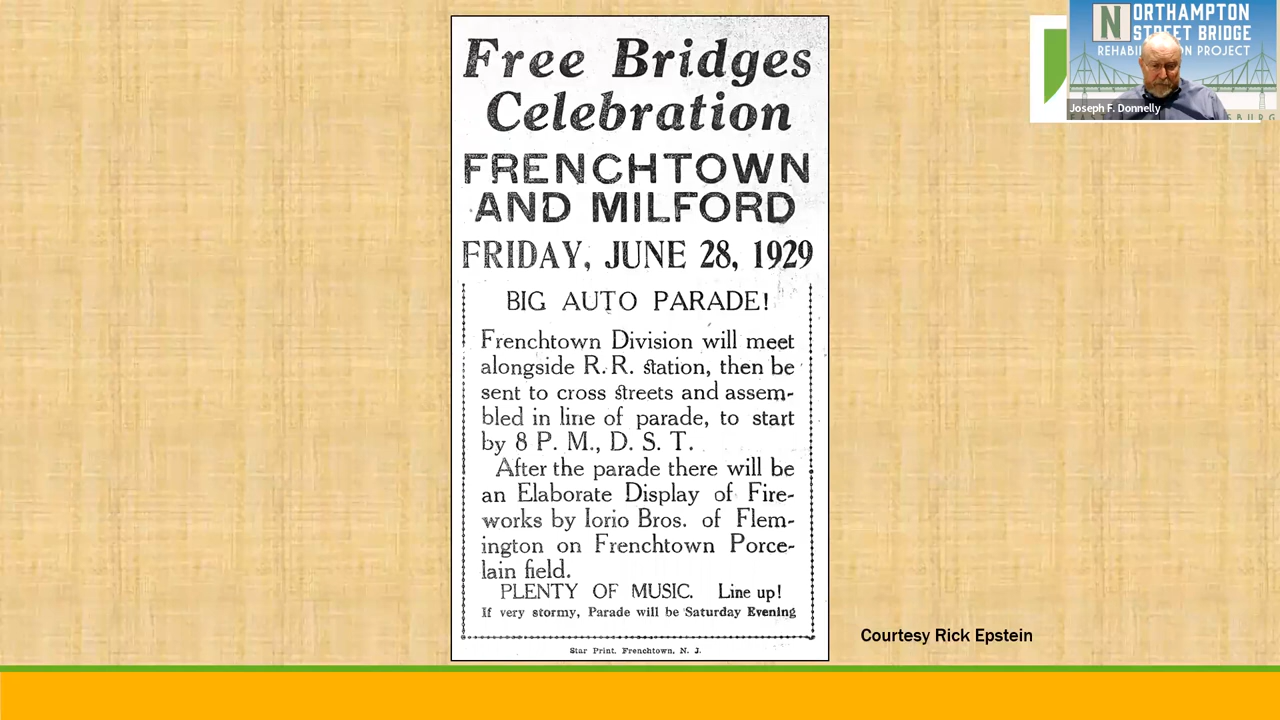 Free Bridges
Celebration
FRENCHTOWN
AND MILFORD
FRIDAY, JUNE 28, 1929
BIG AUTO PARADE!
Frenchtown Division will meet
alongside R.R. station, then be
sent to cross streets and assem-
bled in line of parade, to start
by 8 P. M., D. S. T.
After the parade there will be
an Elaborate Display of Fire-
works by Iorio Bros. of Flem-
ington on Frenchtown Porce-
lain field.
PLENTY OF MUSIC. Line up!
If very stormy, Parade will be Saturday Evening
Star Print, Frenchtown, N. J.
Courtesy Rick Epstein
NORTHAMPTON
STREET BRIDGE
PROJECT
Joseph F. Donnelly